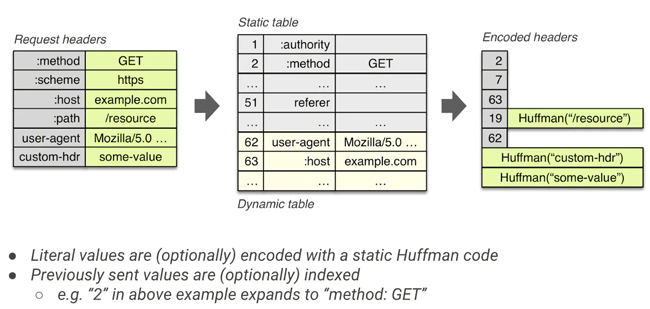 Request headers
:method GET
:scheme https
:host example.com
:path /resource
user-agent Mozilla/5.0 ...
custom-hdr some-value
Static table
1 :authority
2 :method GET
... ... ...
51 referer
... ... ...
62 user-agent Mozilla/5.0 ...
63 :host example.com
... ... ...
Dynamic table
Encoded headers
2
7
63
19 Huffman("/resource")
62
Huffman("custom-hdr")
Huffman("some-value")
● Literal values are (optionally) encoded with a static Huffman code
● Previously sent values are (optionally) indexed
○ e.g. “2” in above example expands to “method: GET”